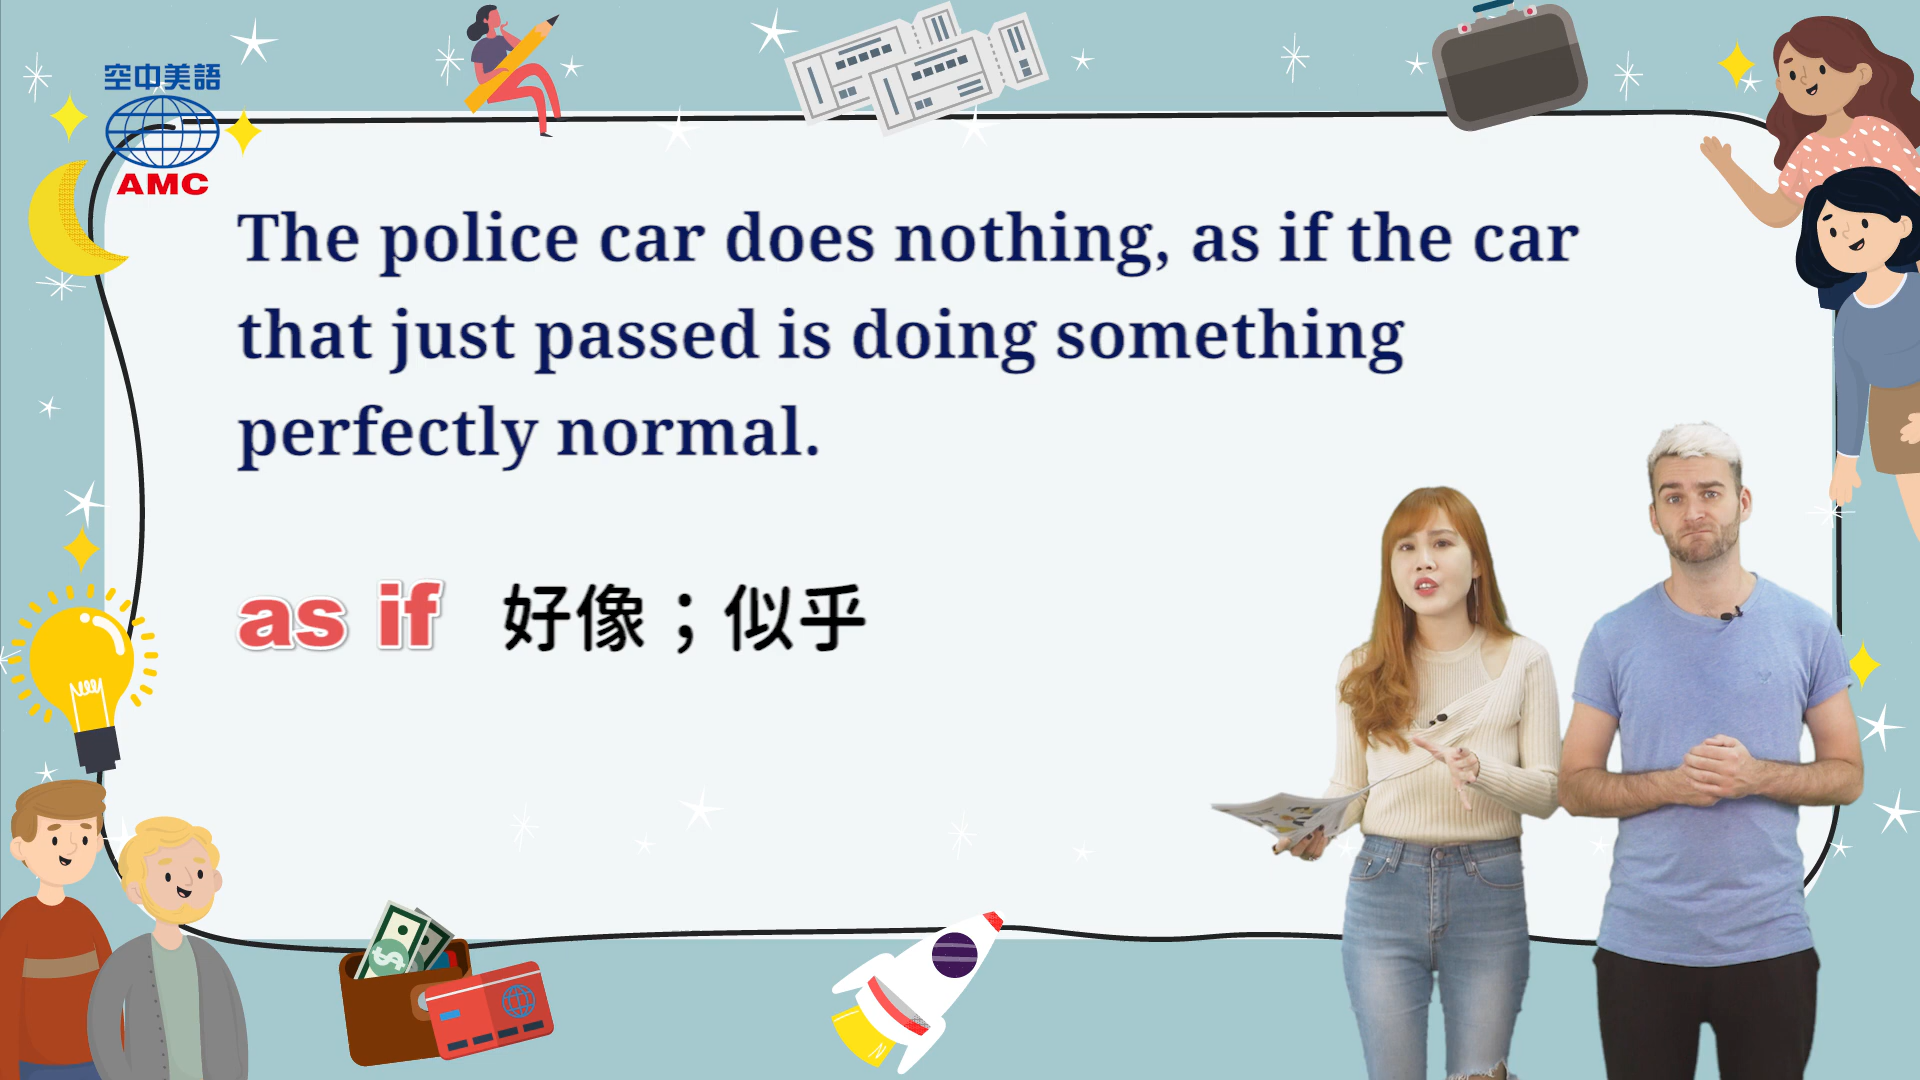 空中美語
AMC
The police car does nothing, as if the car
that just passed is doing something
perfectly normal.
as if 好像；似乎